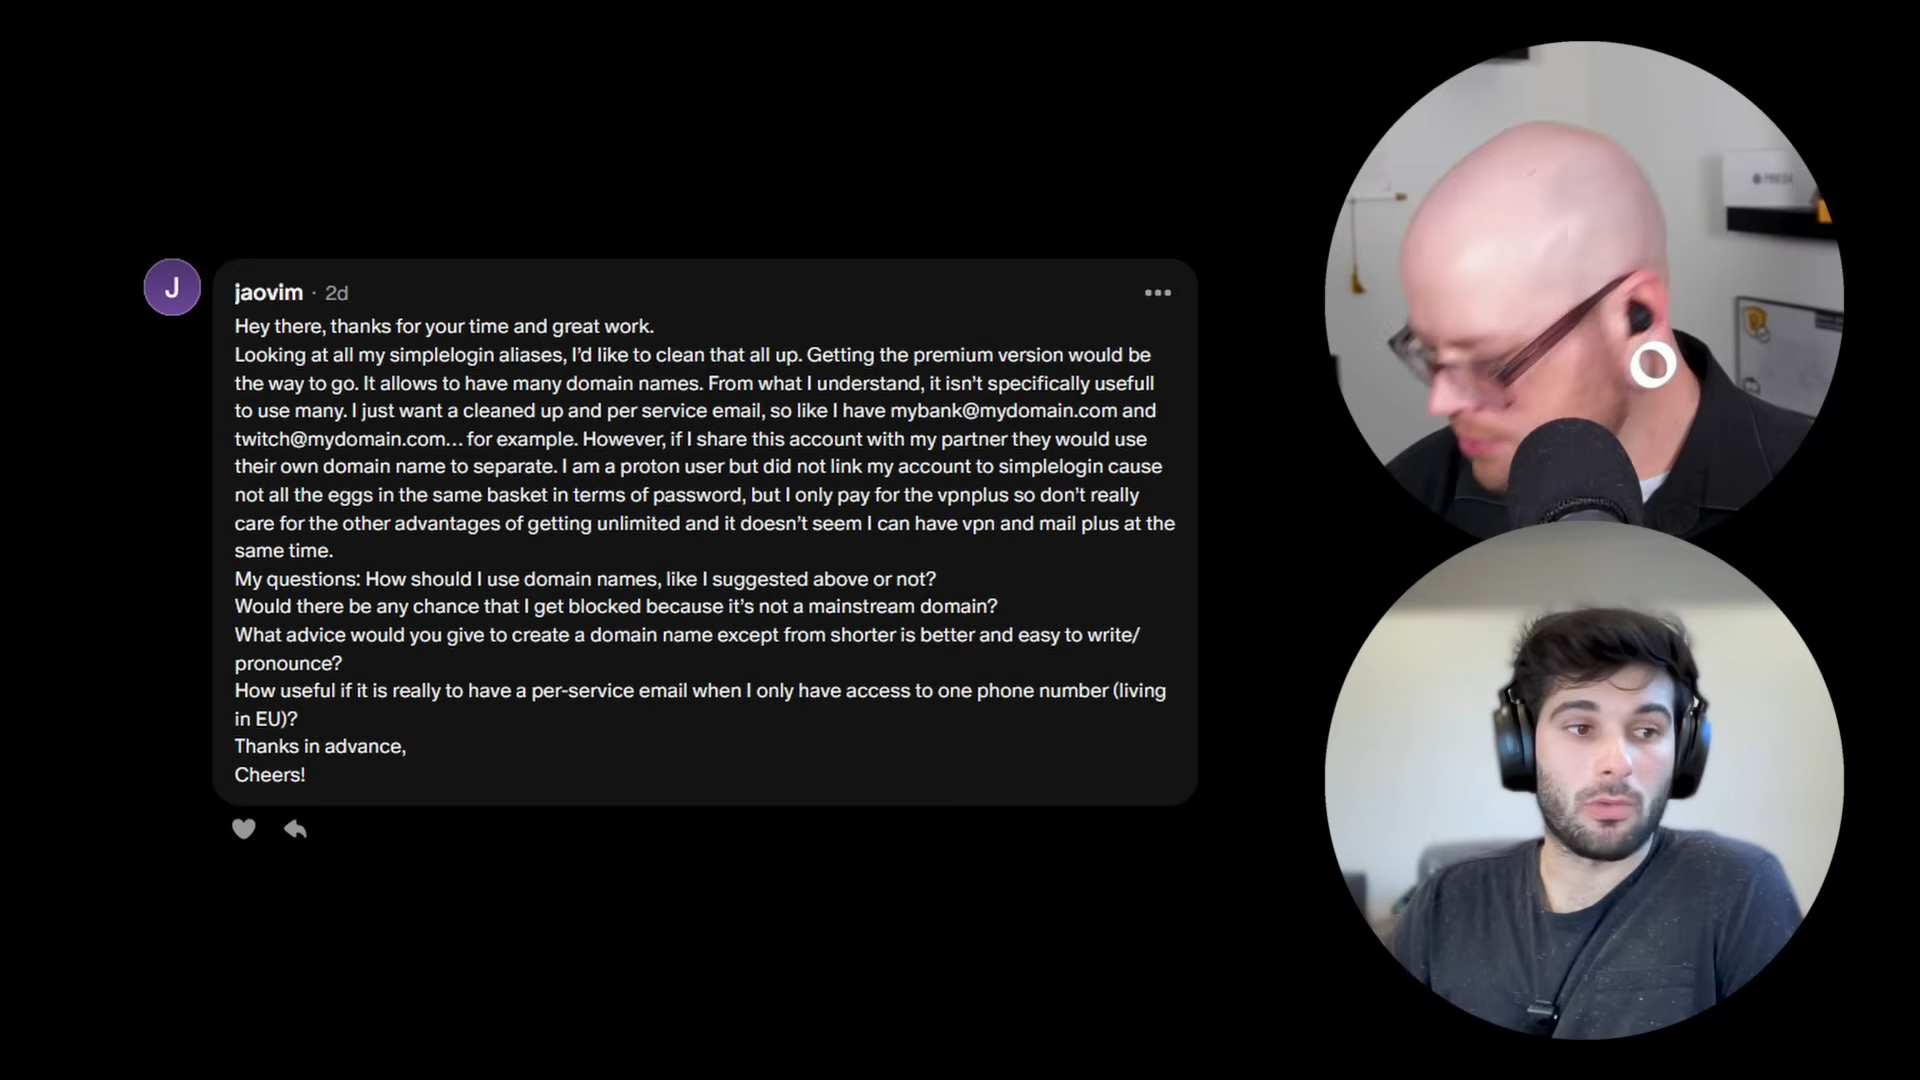 J
jaovim · 2d
Hey there, thanks for your time and great work.
Looking at all my simplelogin aliases, I'd like to clean that all up. Getting the premium version would be
the way to go. It allows to have many domain names. From what I understand, it isn't specifically usefull
to use many. I just want a cleaned up and per service email, so like I have mybank@mydomain.com and
twitch@mydomain.com... for example. However, if I share this account with my partner they would use
their own domain name to separate. I am a proton user but did not link my account to simplelogin cause
not all the eggs in the same basket in terms of password, but I only pay for the vpnplus so don't really
care for the other advantages of getting unlimited and it doesn't seem I can have vpn and mail plus at the
same time.
My questions: How should I use domain names, like I suggested above or not?
Would there be any chance that I get blocked because it's not a mainstream domain?
What advice would you give to create a domain name except from shorter is better and easy to write/
pronounce?
How useful if it is really to have a per-service email when I only have access to one phone number (living
in EU)?
Thanks in advance,
Cheers!